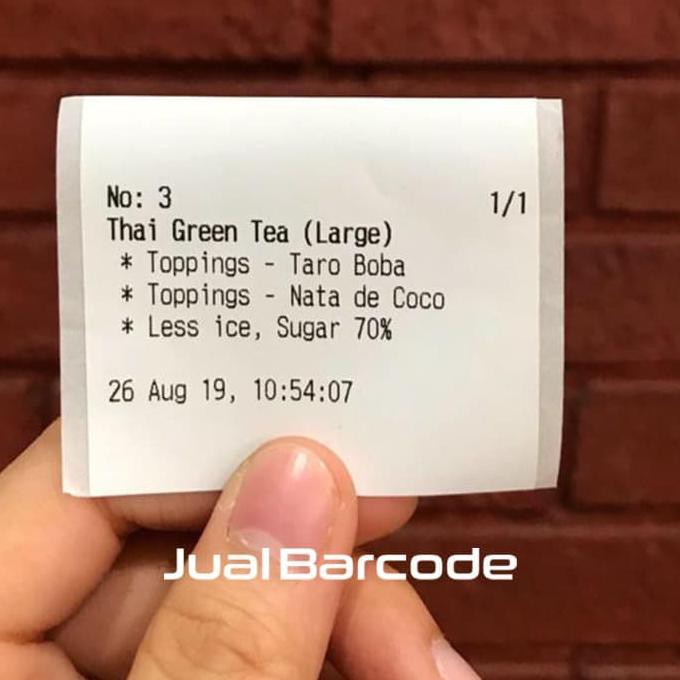 No: 3 1/1
Thai Green Tea (Large)
* Toppings - Taro Boba
* Toppings - Nata de Coco
* Less ice, Sugar 70%
26 Aug 19, 10:54:07
Jual Barcode